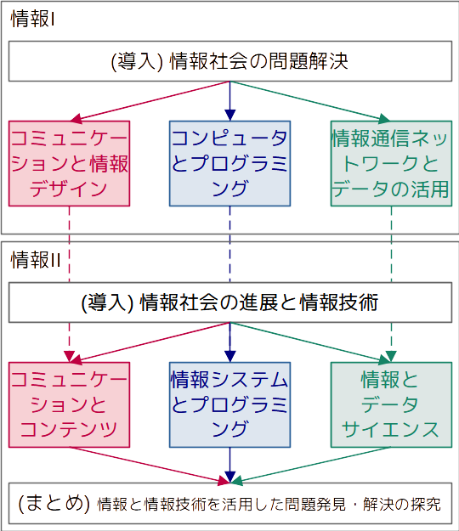 情報I
(導入) 情報社会の問題解決
コミュニケー
ションと情報
デザイン
コンピュータ
とプログラミ
ング
情報通信ネッ
トワークと
データの活用
情報II
(導入) 情報社会の進展と情報技術
コミュニケー
ションと
コンテンツ
情報システム
とプログラミ
ング
情報と
データ
サイエンス
(まとめ) 情報と情報技術を活用した問題発見・解決の探究